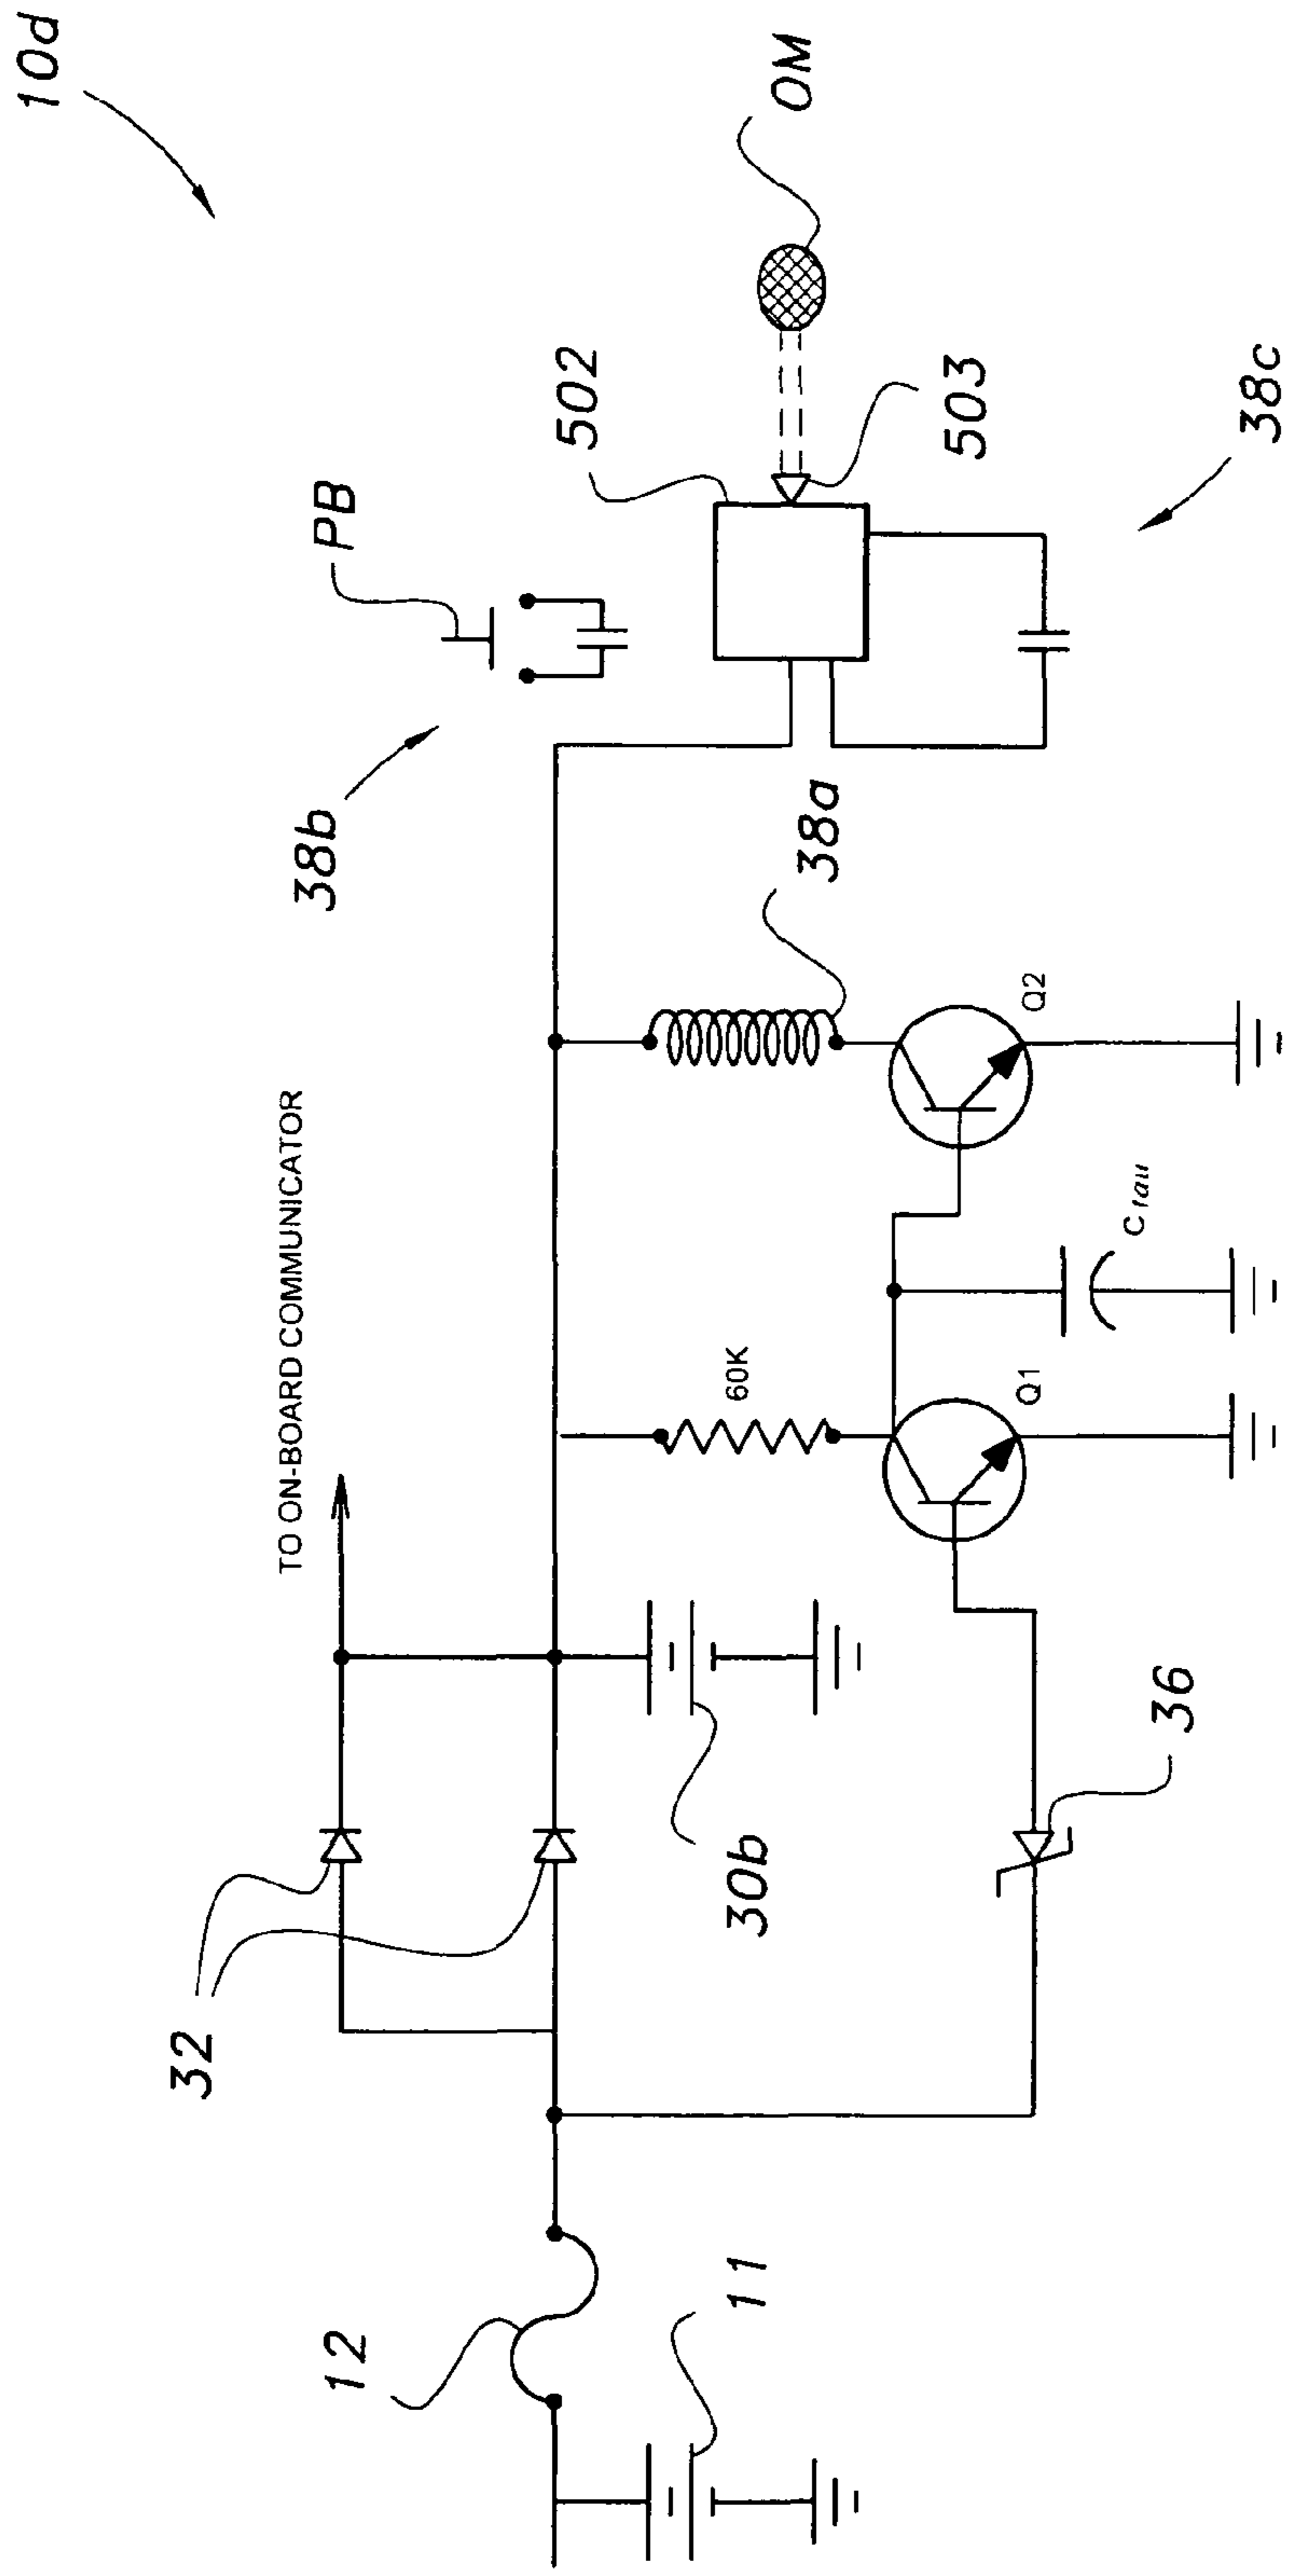 10d
TO ON-BOARD COMMUNICATOR
38b
PB
502
OM
503
38c
38a
32
12
11
30b
36
60K
Q1
C tau
Q2